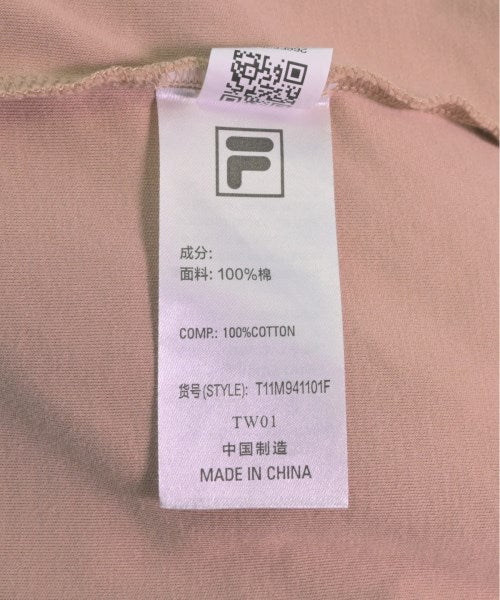 F
成分:
面料: 100%棉
COMP.: 100%COTTON
货号(STYLE): T11M941101F
TW01
中国制造
MADE IN CHINA